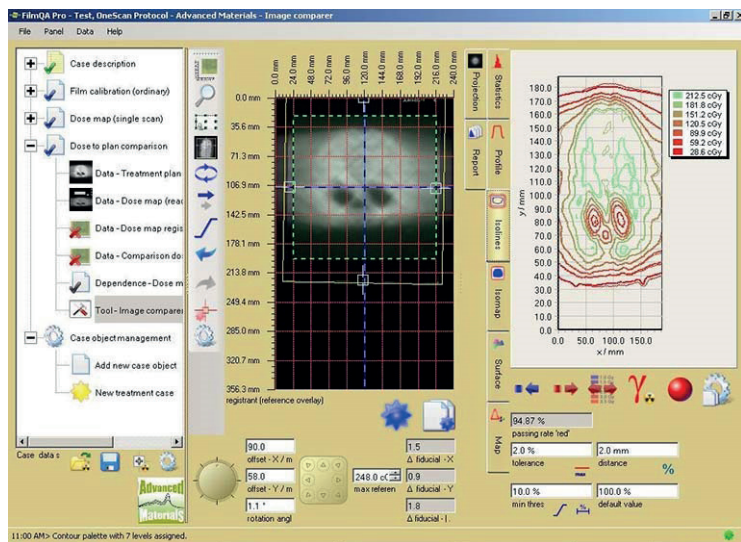 FilmQA Pro - Test, OneScan Protocol - Advanced Materials - Image comparer
File Panel Data Help
Case description
Film calibration (ordinary)
Dose map (single scan)
Dose to plan comparison
Data - Treatment plan
Data - Dose map (rea
Data - Dose map regis
Data - Comparison do
Dependence - Dose m
Tool - Image comparer
Case object management
Add new case object
New treatment case
Case data s
Advanced
Materials
0.0 mm
24.0 mm
48.0 mm
72.0 mm
96.0 mm
120.0 mm
144.0 mm
168.0 mm
192.0 mm
216.0 mm
240.0 mm
0.0 mm
35.6 mm
71.3 mm
106.9 mm
142.5 mm
178.1 mm
213.8 mm
249.4 mm
285.0 mm
320.7 mm
356.3 mm
registrant (reference overlay)
90.0
offset - X / m
58.0
offset - Y / m
1.1 °
rotation angl
248.0 cG
max referen
1.5
Δ fiducial - X
0.9
Δ fiducial - Y
1.8
Δ fiducial - |.
Projection
Report
Statistics
Profile
Isolines
Isomap
Surface
Map
180.0
170.0
160.0
150.0
140.0
130.0
120.0
110.0
100.0
90.0
80.0
70.0
60.0
50.0
40.0
30.0
20.0
10.0
0.0
y / mm
0.0 50.0 100.0 150.0
x / mm
212.5 cGy
181.8 cGy
151.2 cGy
120.5 cGy
89.9 cGy
59.2 cGy
28.6 cGy
94.87 %
passing rate 'red'
2.0 %
tolerance
2.0 mm
distance
%
10.0 %
min thres
100.0 %
default value
11:00 AM> Contour palette with 7 levels assigned.